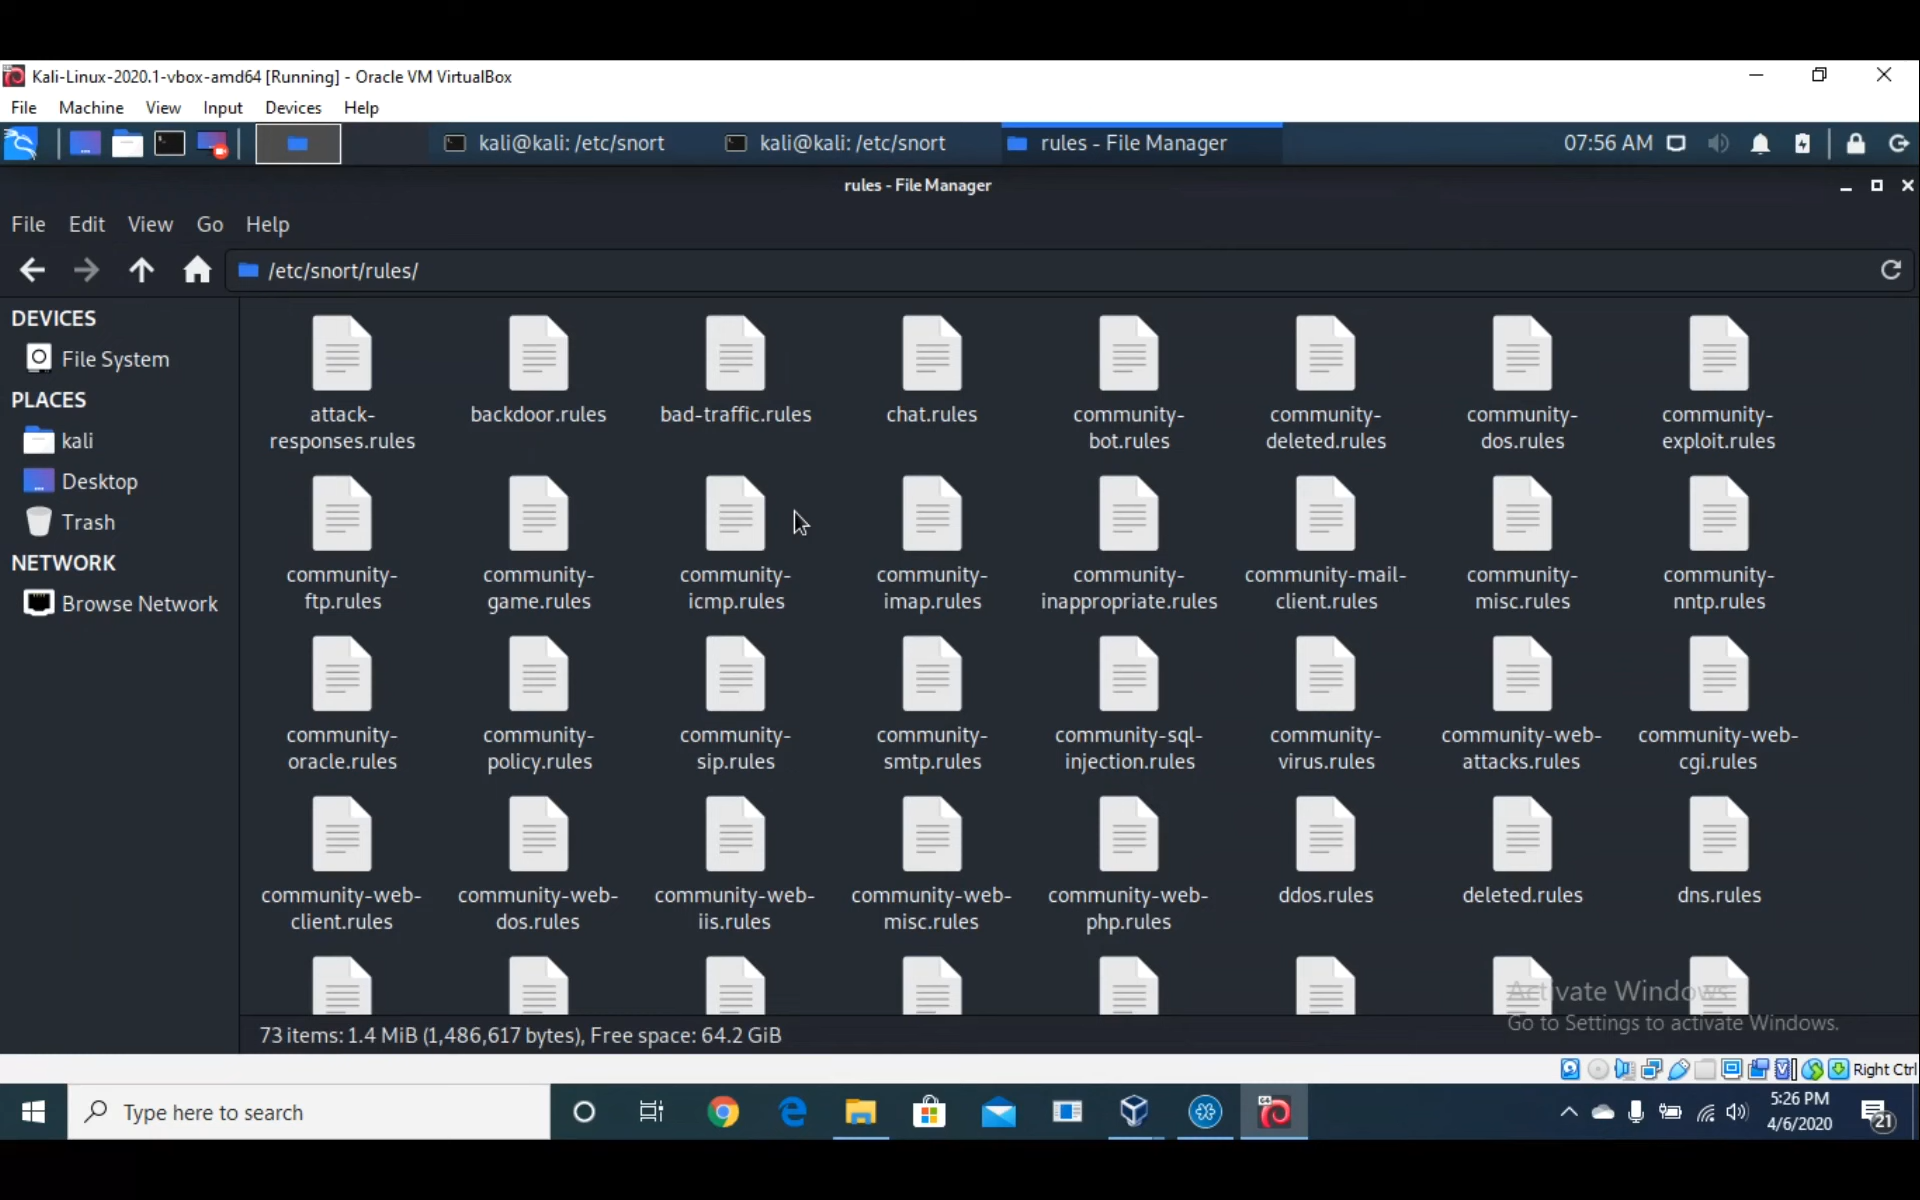 Kali-Linux-2020.1-vbox-amd64 [Running] - Oracle VM VirtualBox
File Machine View Input Devices Help
kali@kali: /etc/snort kali@kali: /etc/snort rules - File Manager 07:56 AM
rules - File Manager
File Edit View Go Help
/etc/snort/rules/
DEVICES
File System
PLACES
kali
Desktop
Trash
NETWORK
Browse Network
attack-
responses.rules
backdoor.rules
bad-traffic.rules
chat.rules
community-
bot.rules
community-
deleted.rules
community-
dos.rules
community-
exploit.rules
community-
ftp.rules
community-
game.rules
community-
icmp.rules
community-
imap.rules
community-
inappropriate.rules
community-mail-
client.rules
community-
misc.rules
community-
nntp.rules
community-
oracle.rules
community-
policy.rules
community-
sip.rules
community-
smtp.rules
community-sql-
injection.rules
community-
virus.rules
community-web-
attacks.rules
community-web-
cgi.rules
community-web-
client.rules
community-web-
dos.rules
community-web-
iis.rules
community-web-
misc.rules
community-web-
php.rules
ddos.rules
deleted.rules
dns.rules
Activate Windows
Go to Settings to activate Windows.
73 items: 1.4 MiB (1,486,617 bytes), Free space: 64.2 GiB
Right Ctrl
Type here to search
64
5:26 PM
4/6/2020
21